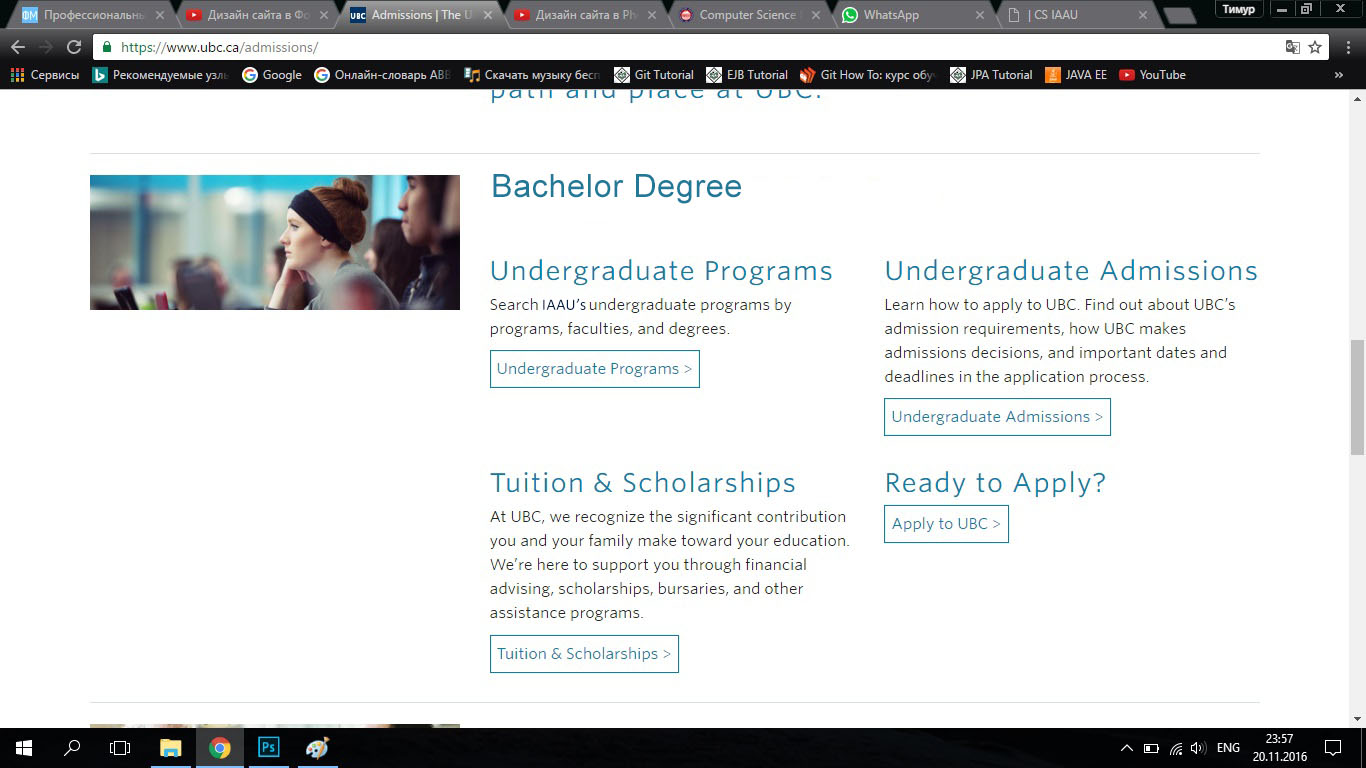 Профессиональны
Дизайн сайта в Фо
UBC Admissions | The U
Дизайн сайта в Ph
Computer Science
WhatsApp
| CS IAAU
Тимур
https://www.ubc.ca/admissions/
Сервисы
Рекомендуемые узлы
Google
Онлайн-словарь ABB
Скачать музыку бесп
Git Tutorial
EJB Tutorial
Git How To: курс обу
JPA Tutorial
JAVA EE
YouTube
»
path and place at UBC.
Bachelor Degree
Undergraduate Programs
Search IAAU's undergraduate programs by
programs, faculties, and degrees.
Undergraduate Programs >
Undergraduate Admissions
Learn how to apply to UBC. Find out about UBC’s
admission requirements, how UBC makes
admissions decisions, and important dates and
deadlines in the application process.
Undergraduate Admissions >
Tuition & Scholarships
At UBC, we recognize the significant contribution
you and your family make toward your education.
We’re here to support you through financial
advising, scholarships, bursaries, and other
assistance programs.
Tuition & Scholarships >
Ready to Apply?
Apply to UBC >
Ps
ENG
23:57
20.11.2016